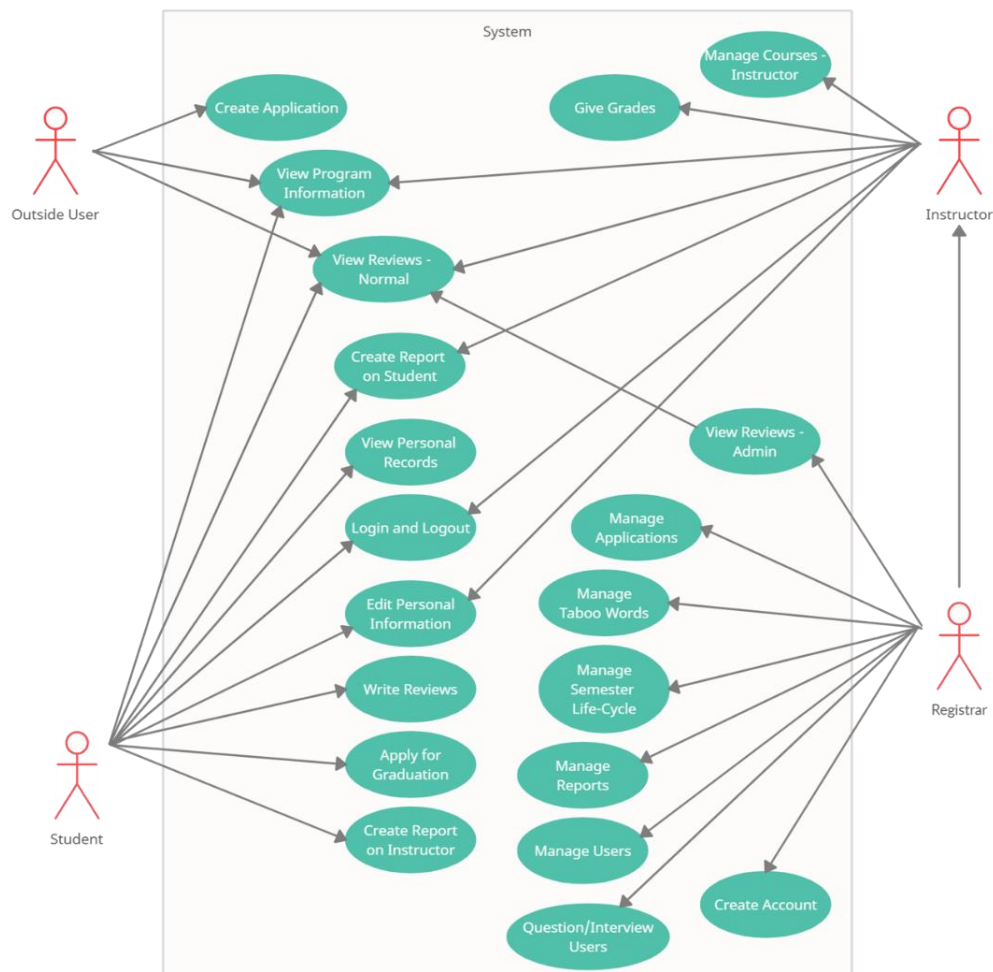 System
Manage Courses -
Instructor
Create Application
Give Grades
View Program
Information
Outside User
Instructor
View Reviews -
Normal
Create Report
on Student
View Personal
Records
View Reviews -
Admin
Login and Logout
Manage
Applications
Edit Personal
Information
Manage
Taboo Words
Write Reviews
Manage
Semester
Life-Cycle
Registrar
Apply for
Graduation
Manage
Reports
Student
Create Report
on Instructor
Manage Users
Create Account
Question/Interview
Users